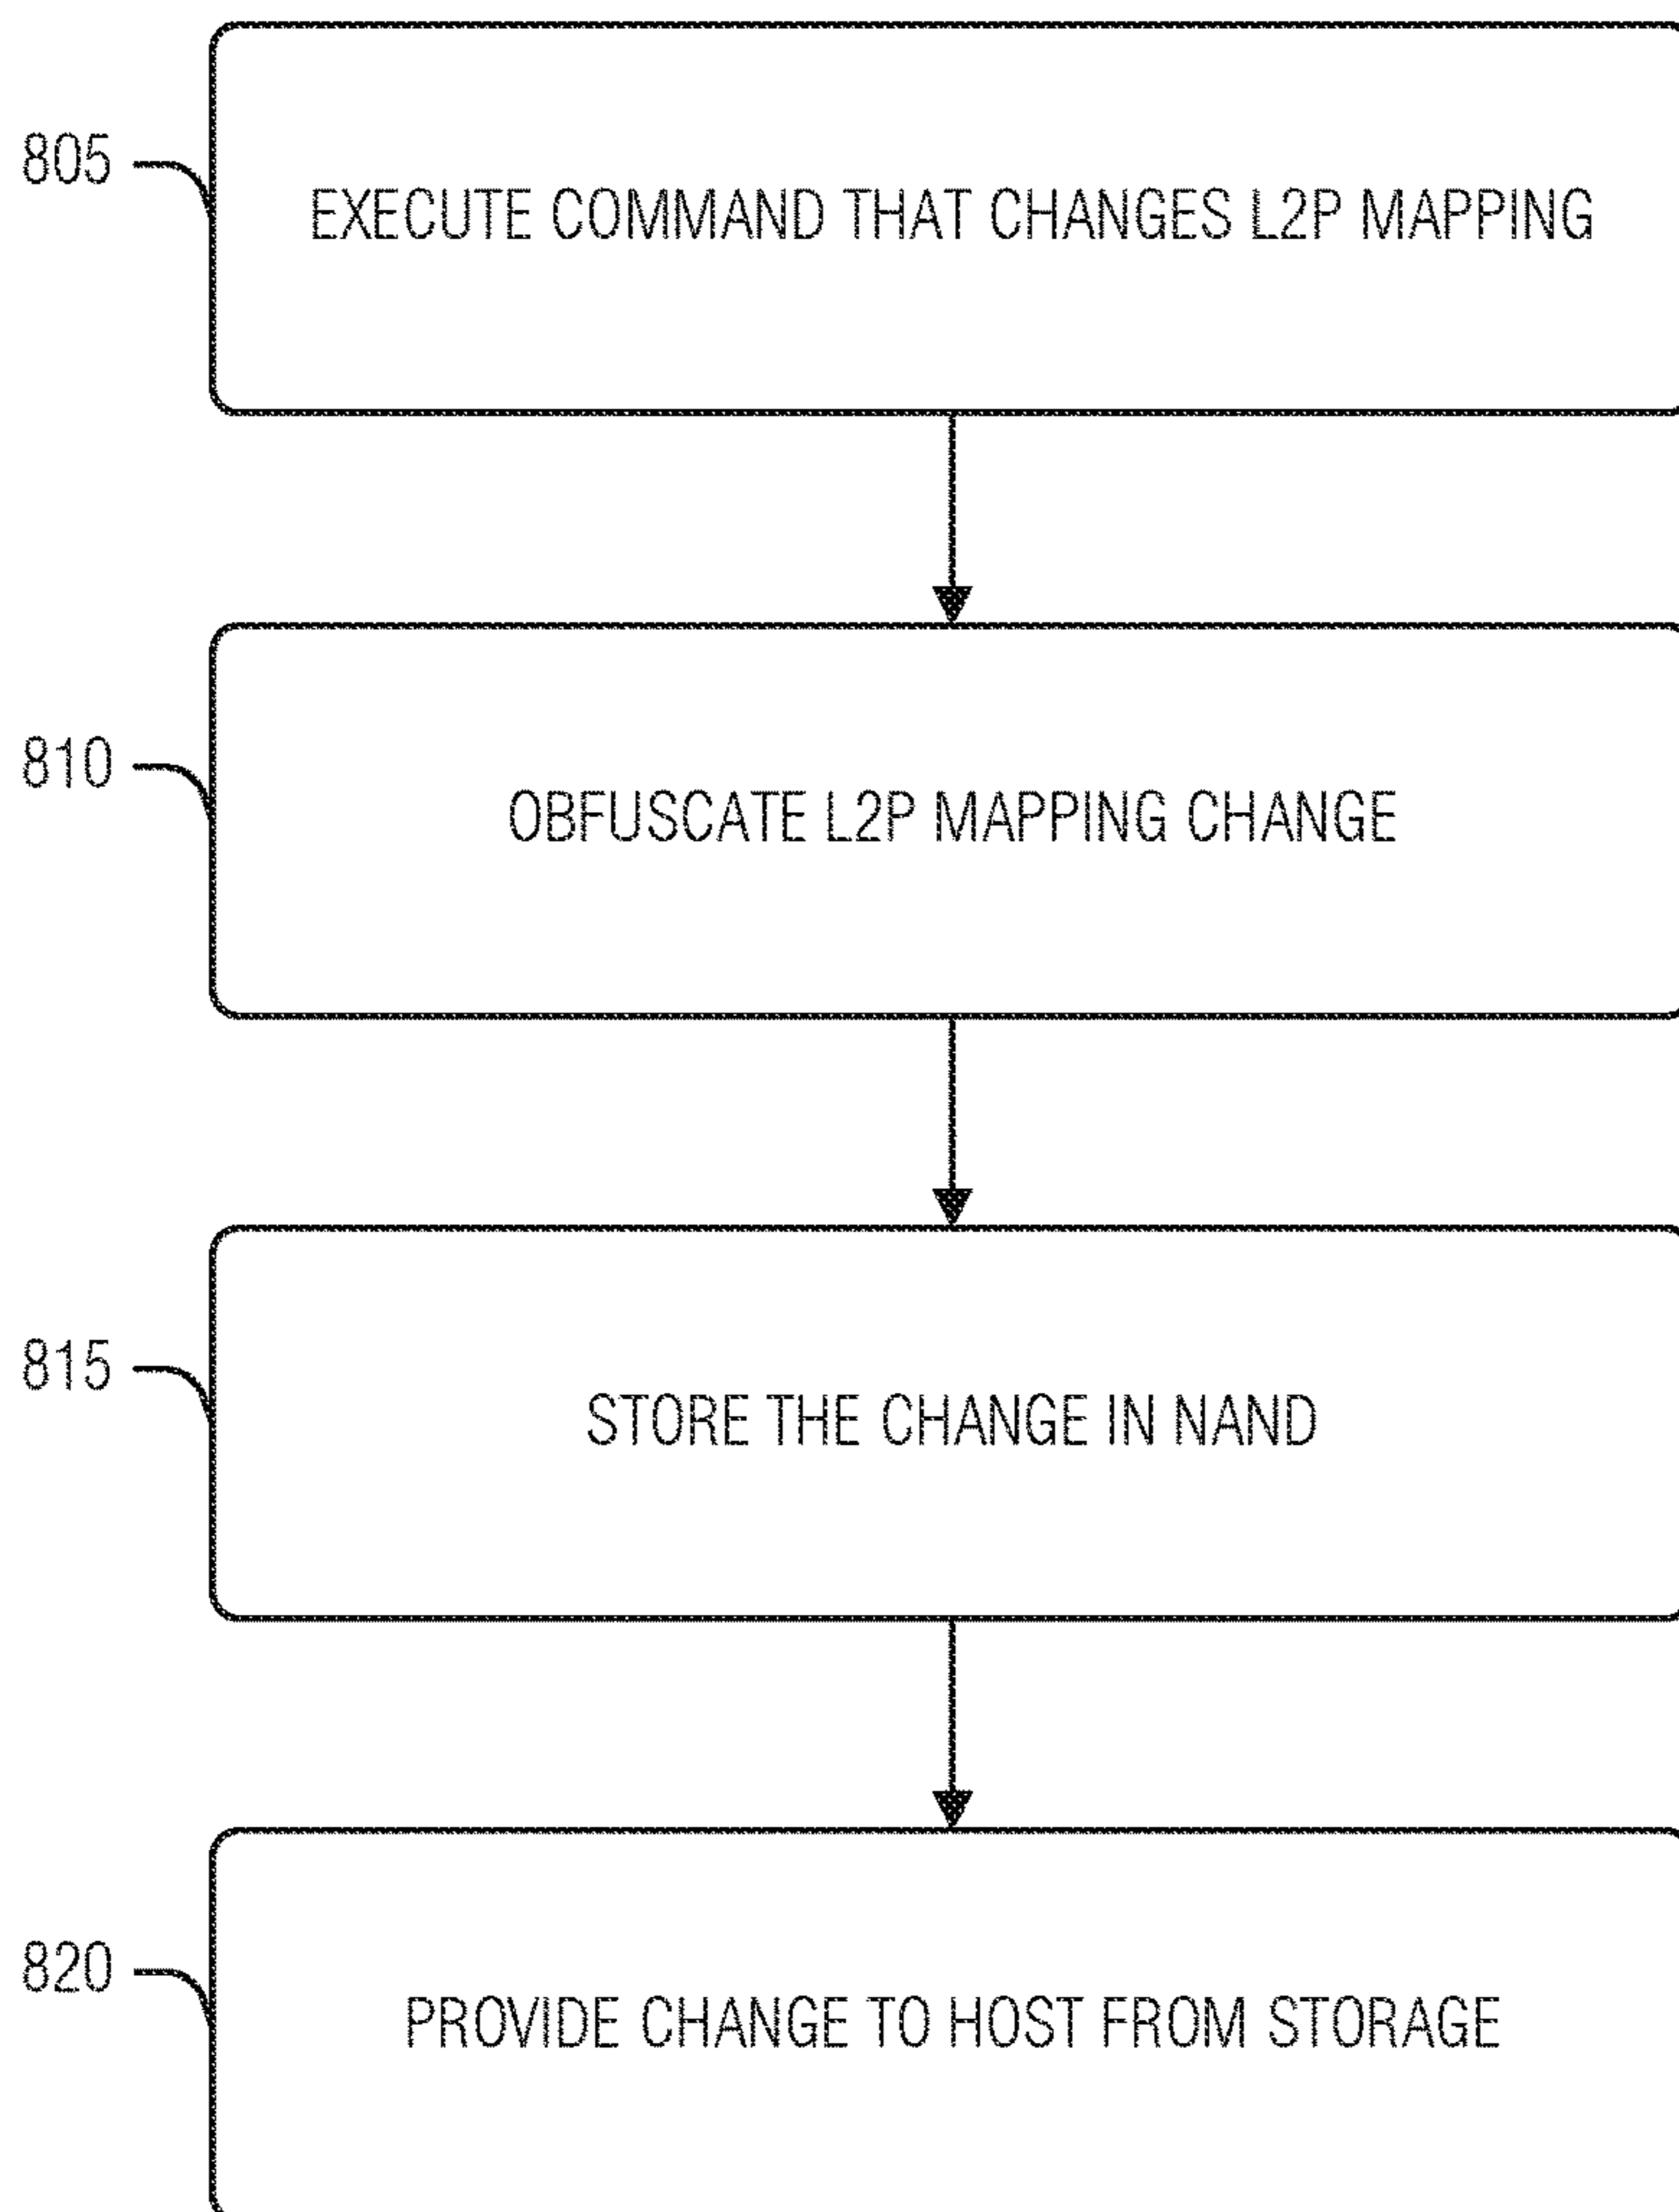 805
EXECUTE COMMAND THAT CHANGES L2P MAPPING
810
OBFUSCATE L2P MAPPING CHANGE
815
STORE THE CHANGE IN NAND
820
PROVIDE CHANGE TO HOST FROM STORAGE